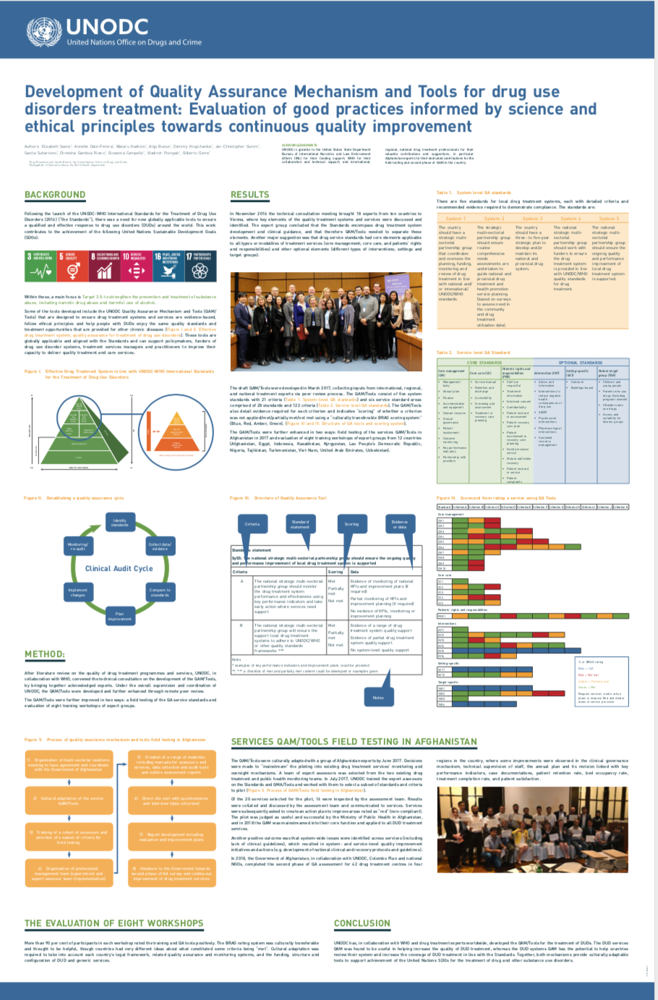 UNODC
United Nations Office on Drugs and Crime
Development of Quality Assurance Mechanism and Tools for drug use
disorders treatment: Evaluation of good practices informed by science and
ethical principles towards continuous quality improvement
ACKNOWLEDGEMENTS
UNODC is grateful to the United States State Department
Bureau of International Narcotics and Law Enforcement
Affairs (INL) for their funding support; WHO for their
collaboration and technical support; and international,
regional, national drug treatment professionals for their
valuable contributions and suggestions, in particular
Afghanistan experts for their dedicated contributions for the
field testing and second phase of QAM in the country.
BACKGROUND
Following the launch of the UNODC-WHO International Standards for the Treatment of Drug Use
Disorders (2016) ("the Standards"), there was a need for new globally applicable tools to ensure
a qualified and effective response to drug use disorders (DUDs) around the world. This work
contributes to the achievement of the following United Nations Sustainable Development Goals
(SDGs):
3 GOOD HEALTH AND WELL-BEING
5 GENDER EQUALITY
8 DECENT WORK AND ECONOMIC GROWTH
10 REDUCED INEQUALITIES
16 PEACE, JUSTICE AND STRONG INSTITUTIONS
17 PARTNERSHIPS FOR THE GOALS
Within these, a main focus is Target 3.5: to strengthen the prevention and treatment of substance
abuse, including narcotic drug abuse and harmful use of alcohol.
Some of the tools developed include the UNODC Quality Assurance Mechanism and Tools (QAM/
Tools) that are designed to ensure drug treatment systems and services are evidence-based,
follow ethical principles and help people with DUDs enjoy the same quality standards and
treatment opportunities that are provided for other chronic diseases (Figure I and II. Effective
drug treatment system; quality assurance for treatment of drug use disorders). These tools are
globally applicable and aligned with the Standards and can support policymakers, funders of
drug use disorder systems, treatment services managers and practitioners to improve their
capacity to deliver quality treatment and care services.
Figure I. Effective Drug Treatment System in line with UNODC-WHO International Standards
for the Treatment of Drug Use Disorders
Figure II. Establishing a quality assurance cycle
Identify
standards
Collect data/
evidence
Compare to
standards
Plan
improvement
Implement
changes
Monitoring/
re-audit
Clinical Audit Cycle
METHOD:
After literature review on the quality of drug treatment programmes and services, UNODC, in
collaboration with WHO, convened the technical consultation on the development of the QAM/Tools,
by bringing together acknowledged experts. Under the overall supervision and coordination of
UNODC, the QAM/Tools were developed and further enhanced through remote peer review.
The QAM/Tools were further improved in two ways: a field testing of the QA service standards and
evaluation of eight training workshops of expert groups.
RESULTS
In November 2016 the technical consultation meeting brought 18 experts from ten countries to
Vienna, where key elements of the quality treatment systems and services were discussed and
identified. The expert group concluded that the Standards encompass drug treatment system
development and clinical guidance, and that therefore QAM/Tools needed to separate these
elements. Another major suggestion was that drug service standards had core elements applicable
to all types or modalities of treatment services (core management; core care; and patients' rights
and responsibilities) and other optional elements (different types of interventions, settings and
target groups).
The draft QAM/Tools were developed in March 2017, collecting inputs from international, regional,
and national treatment experts via peer review process. The QAM/Tools consist of five system
standards with 21 criteria (Table 1. System-level QA standards) and six service standard areas
comprised of 28 standards and 122 criteria (Table 2. Service level QA standards). The QAM/Tools
also detail evidence required for each criterion and indicative "scoring" of whether a criterion
was not applied/met/partially met/not met using a "culturally transferable BRAG scoring system"
(Blue, Red, Amber, Green). (Figure III and IV. Structure of QA tools and scoring system).
The QAM/Tools were further enhanced in two ways: field testing of the services QAM/Tools in
Afghanistan in 2017 and evaluation of eight training workshops of expert groups from 12 countries
(Afghanistan, Egypt, Indonesia, Kazakhstan, Kyrgyzstan, Lao People's Democratic Republic,
Nigeria, Tajikistan, Turkmenistan, Viet Nam, United Arab Emirates, Uzbekistan).
Figure III. Structure of Quality Assurance Tool
Criteria
Standard
statement
Scoring
Evidence
or data
Standards statement
Sys5: The national strategic multi-sectorial partnership group should ensure the ongoing quality
and performance improvement of local drug treatment system is supported
Criteria Scoring Data
A
The national strategic multi-sectorial
partnership group should monitor
the drug treatment system
performance and effectiveness using
key performance indicators and take
early action where services need
support
Met
Partially
met
Not met
Evidence of monitoring of national
KPIs and improvement plans (if
required)
Partial monitoring of KPIs and
improvement planning (if required)
No evidence of KPIs, monitoring or
improvement planning
B
The national strategic multi-sectorial
partnership group will ensure the
support local drug treatment
systems to adhere to UNODC/WHO
or other quality standards
frameworks ***
Met
Partially
met
Not met
Evidence of a range of drug
treatment system quality support
Evidence of partial drug treatment
system quality support
No system-level quality support
Notes
* examples of key performance indicators and improvement plans could be provided
**, *** a checklist of met and partially met content could be developed or examples given
Notes
Table 1. System level QA standards
There are five standards for local drug treatment systems, each with detailed criteria and
recommended evidence required to demonstrate compliance. The standards are:
System 1 System 2 System 3 System 4 System 5
The country
should have a
strategic multi-
sectorial
partnership group
that coordinates
and oversees the
planning, funding,
monitoring and
review of drug
treatment in line
with national and/
or international/
UNODC/WHO
standards.
The strategic
multi-sectorial
partnership group
should ensure
routine
comprehensive
needs
assessments are
undertaken to
guide national and
provincial drug
treatment and
health promotion
service planning
(based on surveys
to assess need in
the community
and drug
treatment
utilisation data).
The country
should have a
three- to five-year
strategic plan to
develop and/or
maintain its
national and
provincial drug
system.
The national
strategic multi-
sectorial
partnership group
should work with
funders to ensure
the drug
treatment system
is provided in line
with UNODC/WHO
quality standards
for drug
treatment.
The national
strategic multi-
sectorial
partnership group
should ensure the
ongoing quality
and performance
improvement of
local drug
treatment system
is supported.
Table 2. Service level QA Standard
CORE STANDARDS OPTIONAL STANDARDS
Core management
(CM)
Core care (CC)
Patients' rights and
responsibilities
Figure IV. Scorecard from rating a service using QA Tools
Core management
Core care
Patients' rights and responsibilities
Interventions
Setting-specific
Target-specific
Figure V. Process of quality assurance mechanism and tools field testing in Afghanistan
1) Organisation of multi-sectorial taskforce
meeting to have agreement and coordinate
with the Government of Afghanistan
2) Cultural adaptation of the service
QAM/Tools
3) Training of a cohort of assessors and
selection of a subset of criteria for
field testing
4) Organisation of professional
management team (supervision) and
expert assessor team (implementation)
5) Creation of a range of materials
including manuals for assessors and
services, data collection and audit tools
and outline assessment reports
6) Direct site visit with questionnaires
and interview (data collection)
7) Report development including
evaluation and improvement plans
8) Handover to the Government towards
second phase of QA survey and continuous
improvement of drug treatment services
SERVICES QAM/TOOLS FIELD TESTING IN AFGHANISTAN
The QAM/Tools were culturally adapted with a group of Afghanistan experts by June 2017. Decisions
were made to "mainstream" the piloting into existing drug treatment services' monitoring and
oversight mechanisms. A team of expert assessors was selected from the two existing drug
treatment and public health monitoring teams. In July 2017, UNODC trained the expert assessors
on the Standards and QMA/Tools and worked with them to select a subset of standards and criteria
to pilot (Figure V. Process of QAM/Tools field testing in Afghanistan).
Of the 20 services selected for the pilot, 16 were inspected by the assessment team. Results
were collated and discussed by the assessment team and communicated to services. Services
were subsequently asked to create an action plan to improve areas rated as "red" (non-compliant).
The pilot was judged as useful and successful by the Ministry of Public Health in Afghanistan,
and in 2018 the QAM was mainstreamed into their core function and applied to all DUD treatment
services.
Another positive outcome was that system-wide issues were identified across services (including
lack of clinical guidelines), which resulted in system- and service-level quality improvement
initiatives and actions (e.g. development of national clinical and recovery protocols and guidelines).
In 2018, the Government of Afghanistan, in collaboration with UNODC, Colombo Plan and national
NGOs, completed the second phase of QA assessment for 42 drug treatment centres in four
regions in the country, where some improvements were observed in the clinical governance
mechanism, technical supervision of staff, the annual plan and its revision linked with key
performance indicators, case documentations, patient retention rate, bed occupancy rate,
treatment completion rate, and patient satisfaction.
THE EVALUATION OF EIGHT WORKSHOPS
More than 90 per cent of participants in each workshop rated the training and QA tools positively. The BRAG rating system was culturally transferable
and thought to be helpful, though countries had very different ideas about what constituted some criteria being "met". Cultural adaptation was
required to take into account each country's legal framework, related quality assurance and monitoring systems, and the funding, structure and
configuration of DUD and generic services.
CONCLUSION
UNODC has, in collaboration with WHO and drug treatment experts worldwide, developed the QAM/Tools for the treatment of DUDs. The DUD services
QAM was found to be useful in helping increase the quality of DUD treatment, whereas the DUD systems QAM has the potential to help countries
review their system and increase the coverage of DUD treatment in line with the Standards. Together, both mechanisms provide culturally adaptable
tools to support achievement of the United Nations SDGs for the treatment of drug and other substance use disorders.